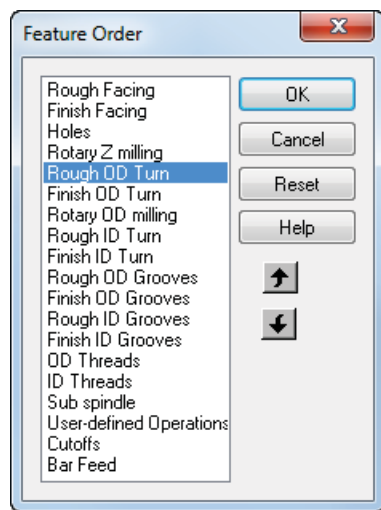 Feature Order
Rough Facing
Finish Facing
Holes
Rotary Z milling
Rough OD Turn
Finish OD Turn
Rotary OD milling
Rough ID Turn
Finish ID Turn
Rough OD Grooves
Finish OD Grooves
Rough ID Grooves
Finish ID Grooves
OD Threads
ID Threads
Sub spindle
User-defined Operations
Cutoffs
Bar Feed
OK
Cancel
Reset
Help